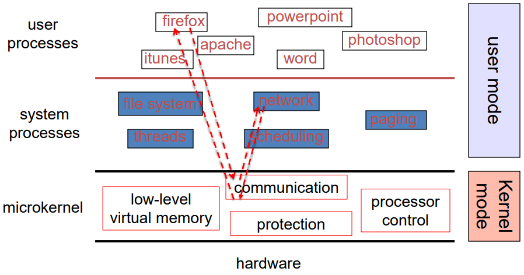 user
processes
firefox
powerpoint
apache
photoshop
itunes
word
user mode
system
processes
file system
network
paging
threads
scheduling
microkernel
low-level
virtual memory
communication
protection
processor
control
Kernel
mode
hardware